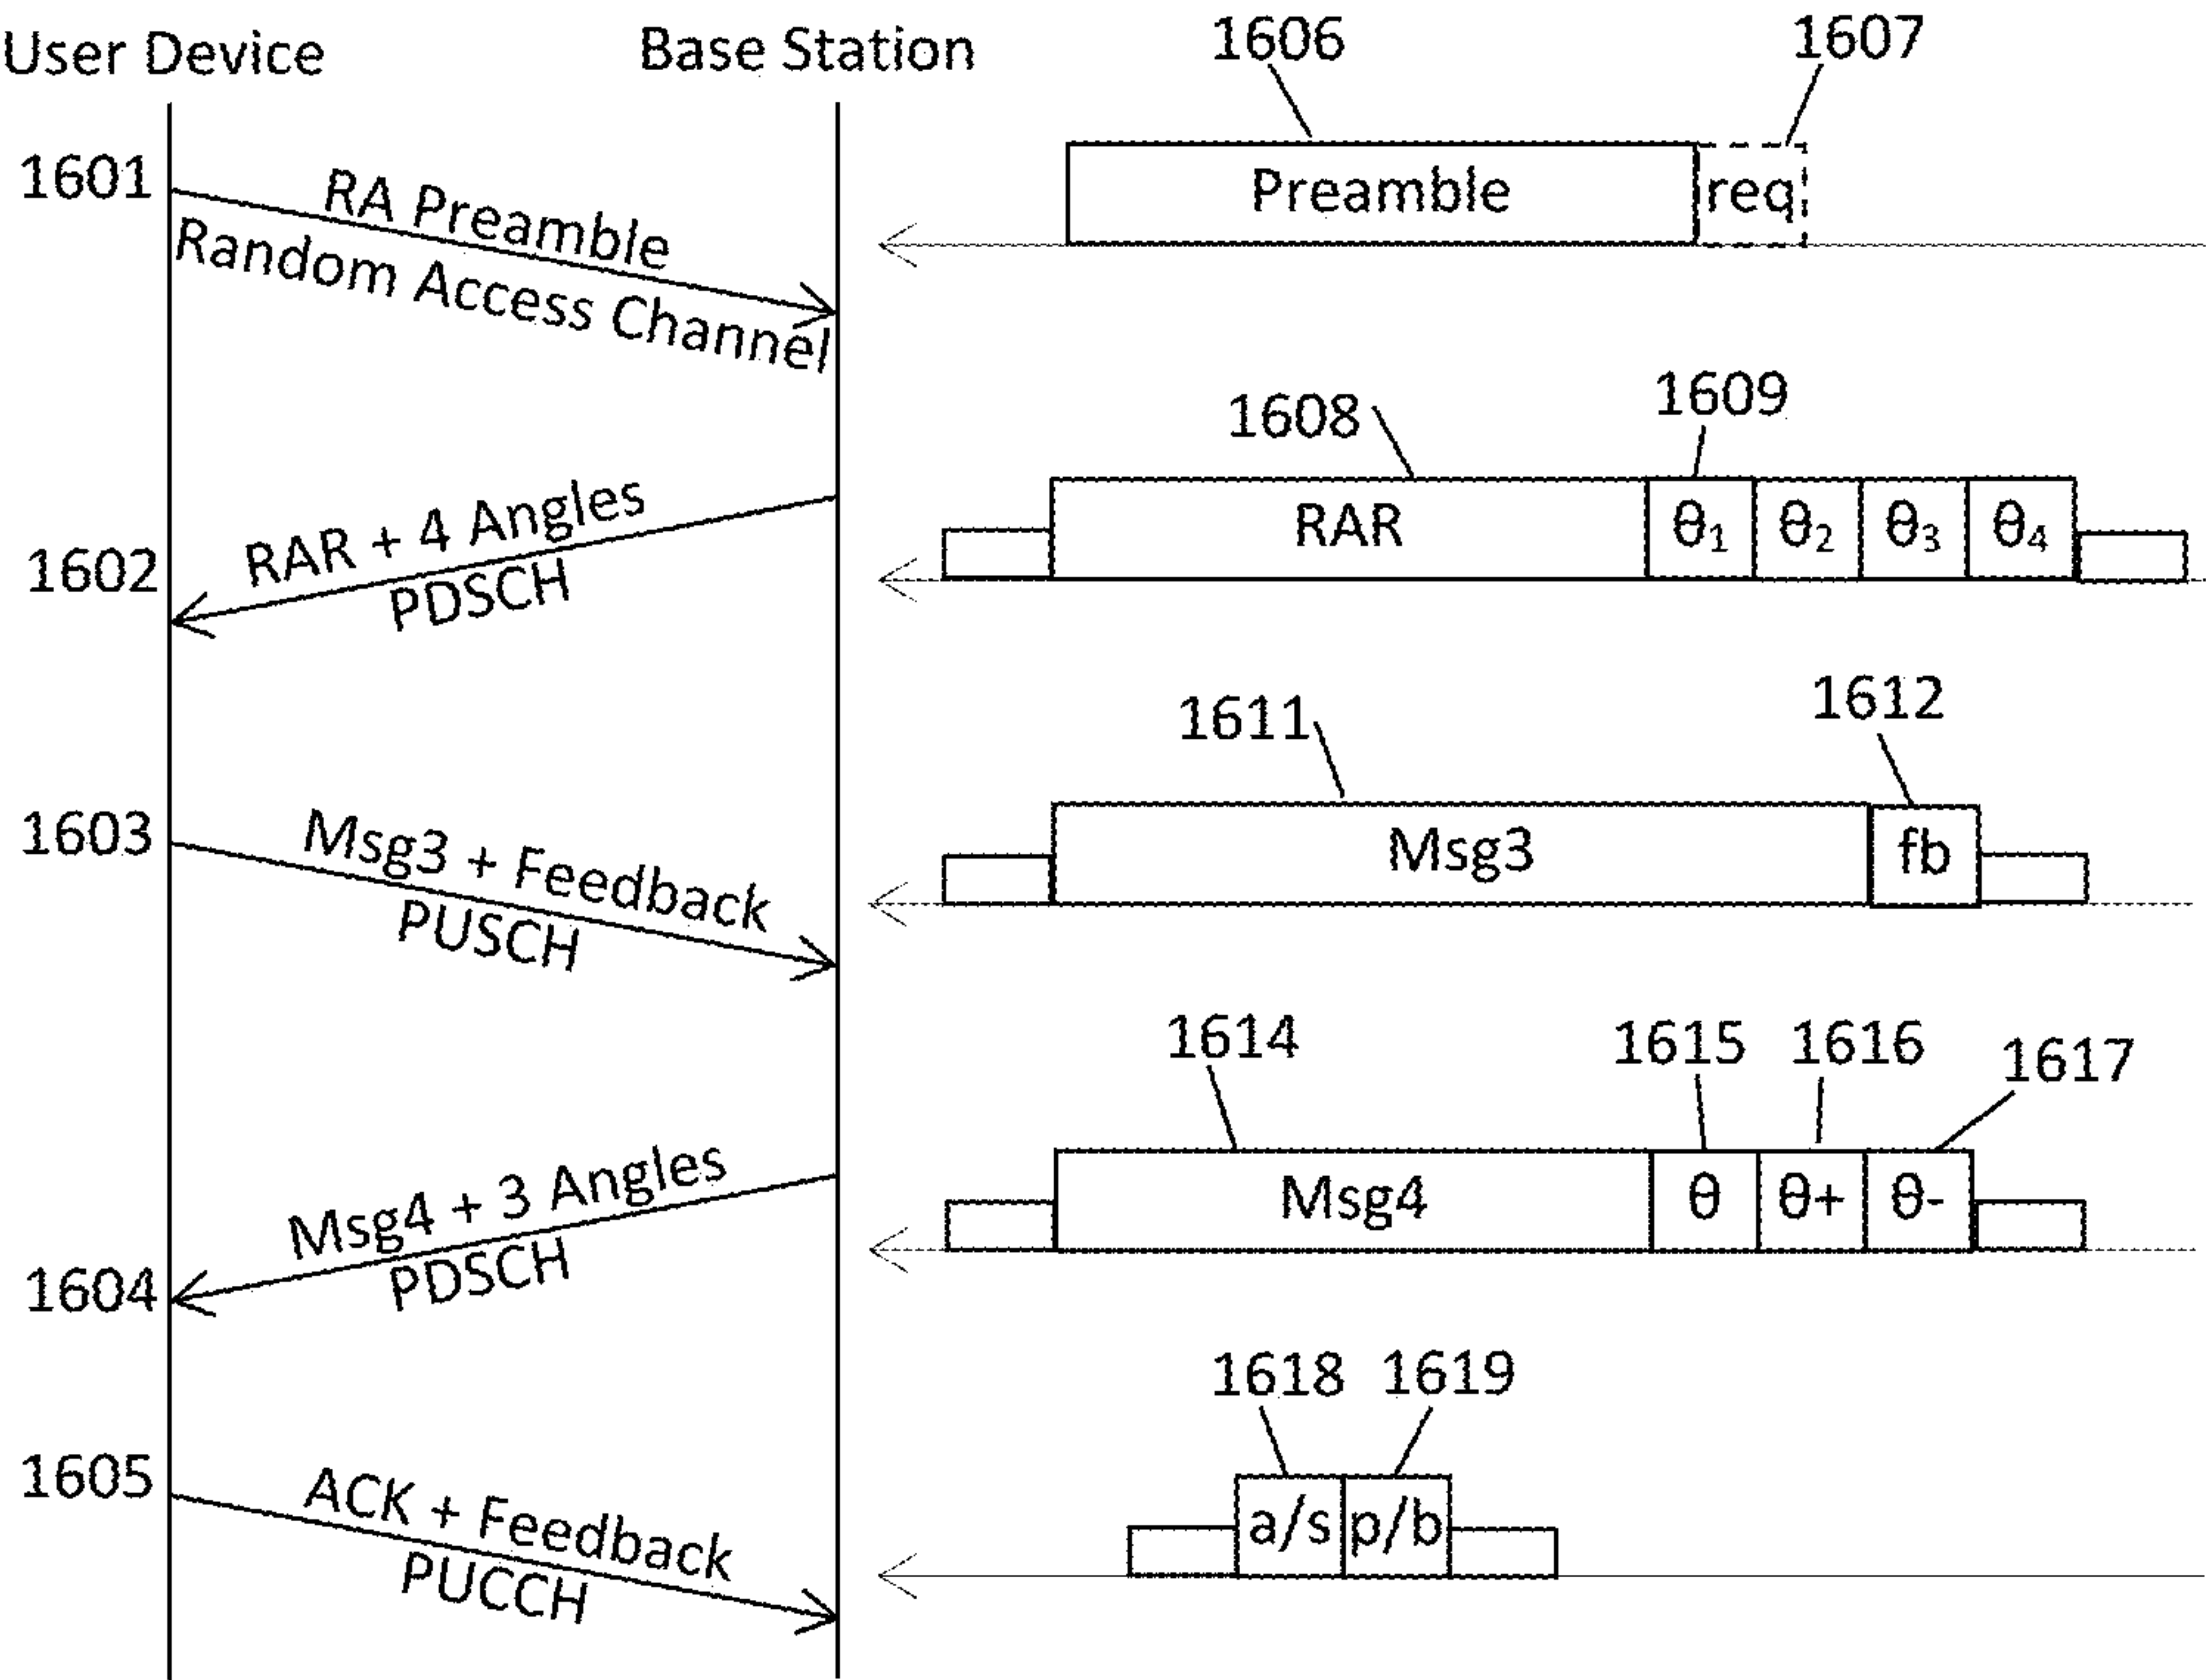 User Device
Base Station
1606
1607
1601
RA Preamble
Random Access Channel
Preamble
req
1608
1609
1602
RAR + 4 Angles
PDSCH
RAR
θ₁
θ₂
θ₃
θ₄
1611
1612
1603
Msg3 + Feedback
PUSCH
Msg3
fb
1614
1615
1616
1617
1604
Msg4 + 3 Angles
PDSCH
Msg4
θ
θ+
θ-
1618
1619
1605
ACK + Feedback
PUCCH
a/s
p/b